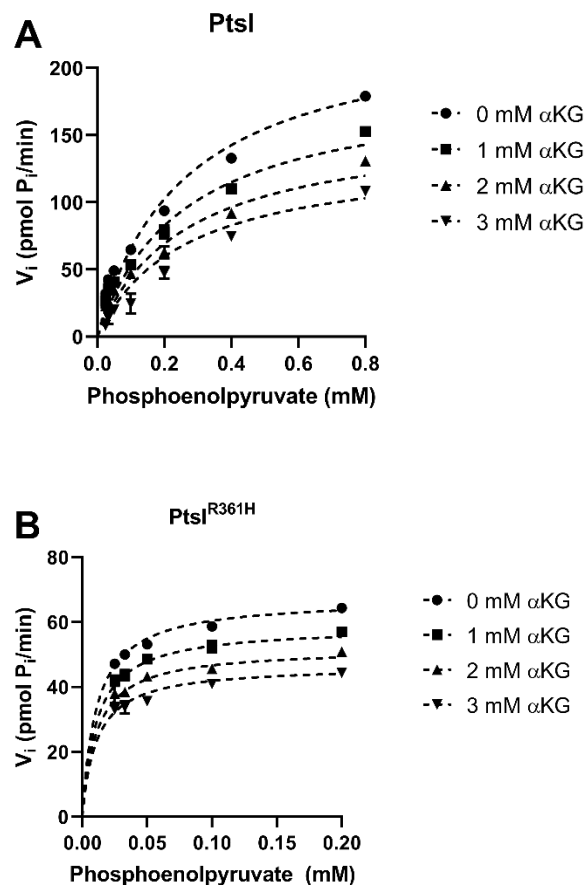 A
PtsI
200
150
100
50
0
0.0 0.2 0.4 0.6 0.8
Vi (pmol Pi/min)
Phosphoenolpyruvate (mM)
0 mM αKG
1 mM αKG
2 mM αKG
3 mM αKG
B
PtsIR361H
80
60
40
20
0
0.00 0.05 0.10 0.15 0.20
Vi (pmol Pi/min)
Phosphoenolpyruvate (mM)
0 mM αKG
1 mM αKG
2 mM αKG
3 mM αKG